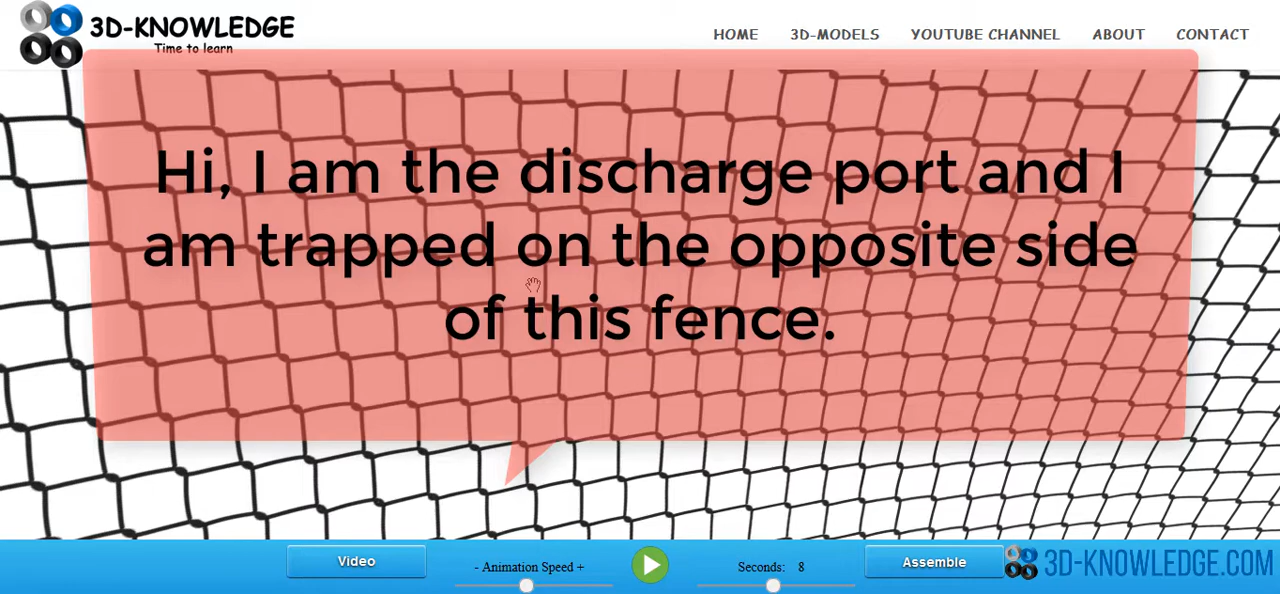 3D-KNOWLEDGE
Time to learn
HOME 3D-MODELS YOUTUBE CHANNEL ABOUT CONTACT
Hi, I am the discharge port and I
am trapped on the opposite side
of this fence.
Video - Animation Speed + Seconds: 8 Assemble 3D-KNOWLEDGE.COM